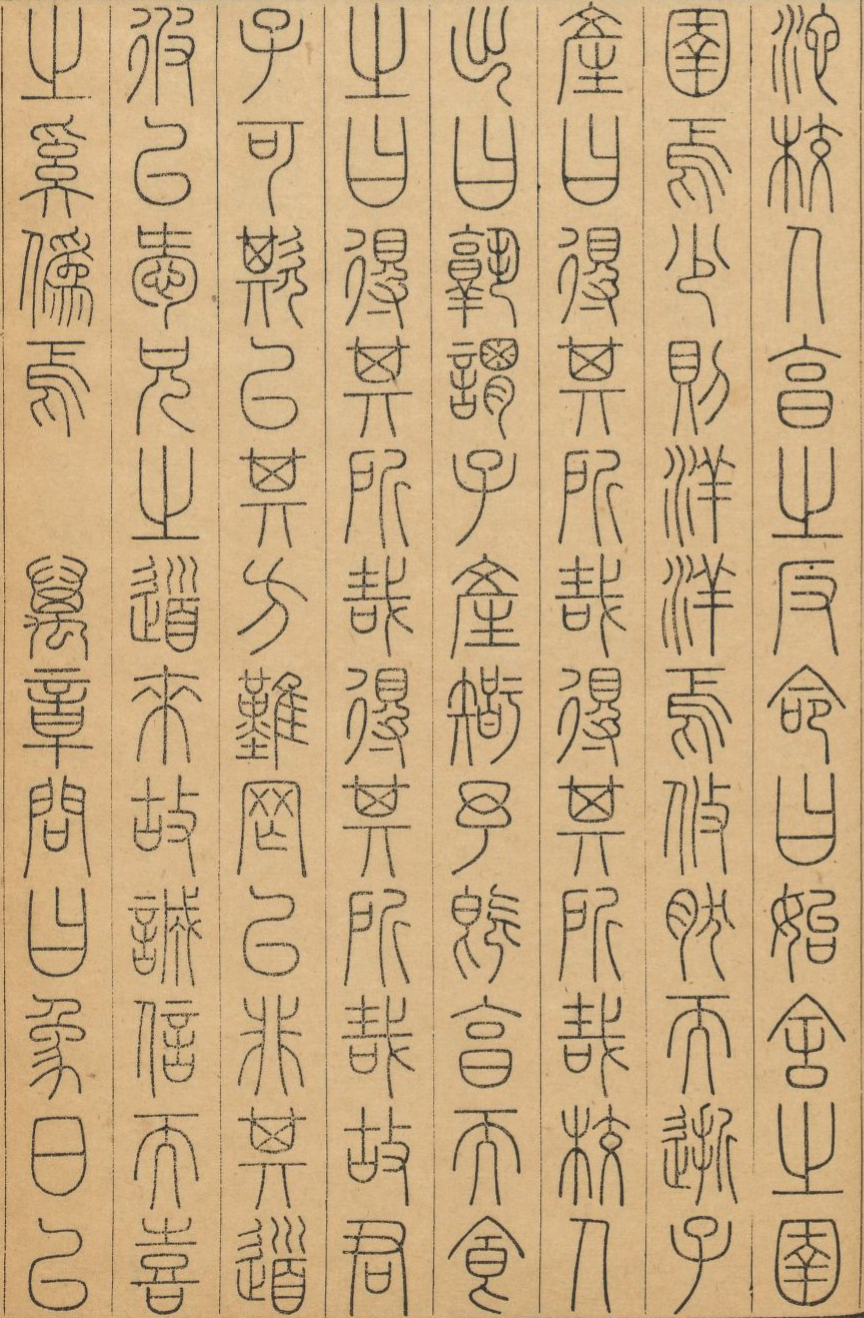 池校人烹之反命曰始舍之圉
圉焉少則洋洋焉攸然而逝子
產曰得其所哉得其所哉校人
出曰孰謂子產智予既烹而食
之曰得其所哉得其所哉故君
子可欺以其方難罔以非其道
彼以愛兄之道來故誠信而喜
之奚僞焉　萬章問曰象日以